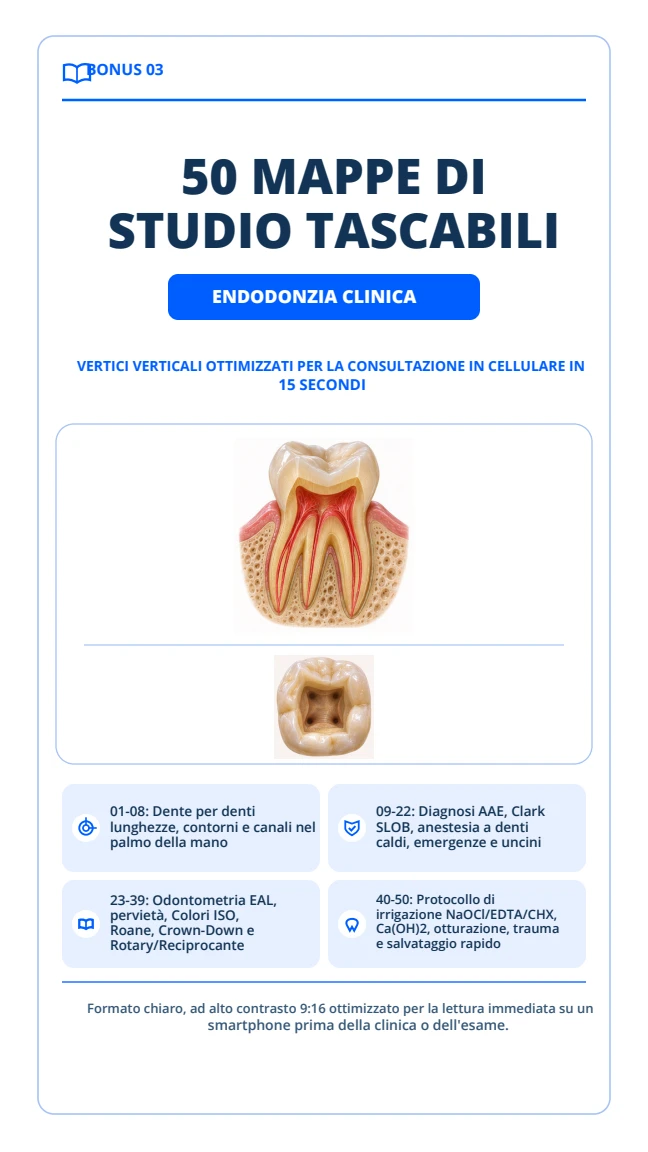 BONUS 03
50 MAPPE DI
STUDIO TASCABILI
ENDODONZIA CLINICA
VERTICI VERTICALI OTTIMIZZATI PER LA CONSULTAZIONE IN CELLULARE IN
15 SECONDI
01-08: Dente per denti
lunghezze, contorni e canali nel
palmo della mano
09-22: Diagnosi AAE, Clark
SLOB, anestesia a denti
caldi, emergenze e uncini
23-39: Odontometria EAL,
pervietà, Colori ISO,
Roane, Crown-Down e
Rotary/Reciprocante
40-50: Protocollo di
irrigazione NaOCl/EDTA/CHX,
Ca(OH)2, otturazione, trauma
e salvataggio rapido
Formato chiaro, ad alto contrasto 9:16 ottimizzato per la lettura immediata su un
smartphone prima della clinica o dell'esame.